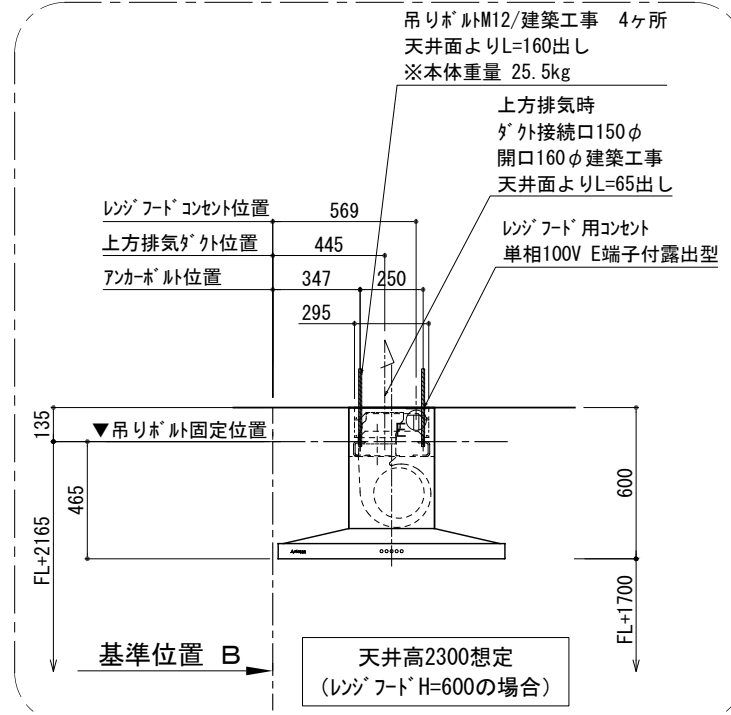 吊りボルトM12/建築工事 4ヶ所
天井面よりL=160出し
※本体重量 25.5kg
上方排気時
ダクト接続口150φ
開口160φ建築工事
天井面よりL=65出し
レンジフードコンセント位置
569
レンジフード用コンセント
単相100V E端子付露出型
上方排気ダクト位置
445
アンカーボルト位置
347
250
295
135
▼吊りボルト固定位置
465
600
FL+2165
FL+1700
基準位置 B
天井高2300想定
(レンジフードH=600の場合)